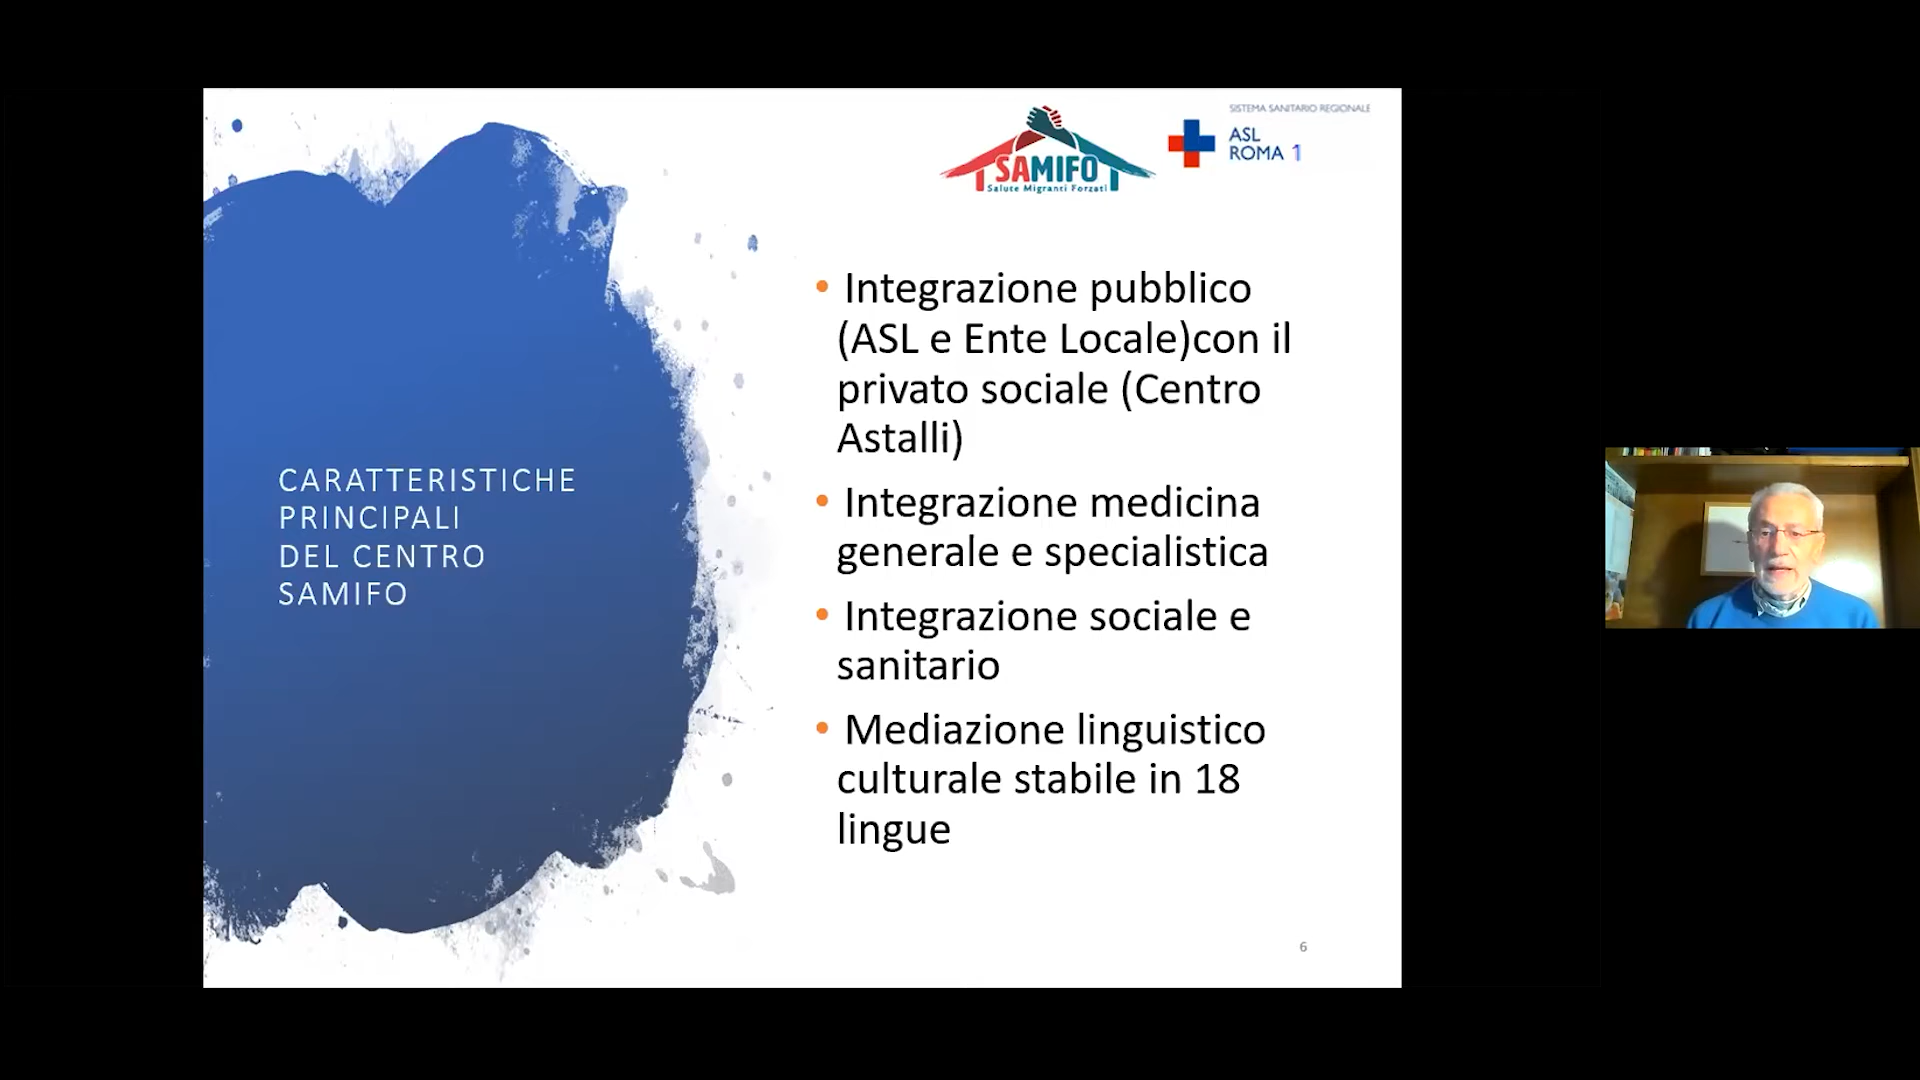 SAMIFO
Salute Migranti Forzati
SISTEMA SANITARIO REGIONALE
ASL
ROMA 1
CARATTERISTICHE
PRINCIPALI
DEL CENTRO
SAMIFO
• Integrazione pubblico
(ASL e Ente Locale)con il
privato sociale (Centro
Astalli)
• Integrazione medicina
generale e specialistica
• Integrazione sociale e
sanitario
• Mediazione linguistico
culturale stabile in 18
lingue
6